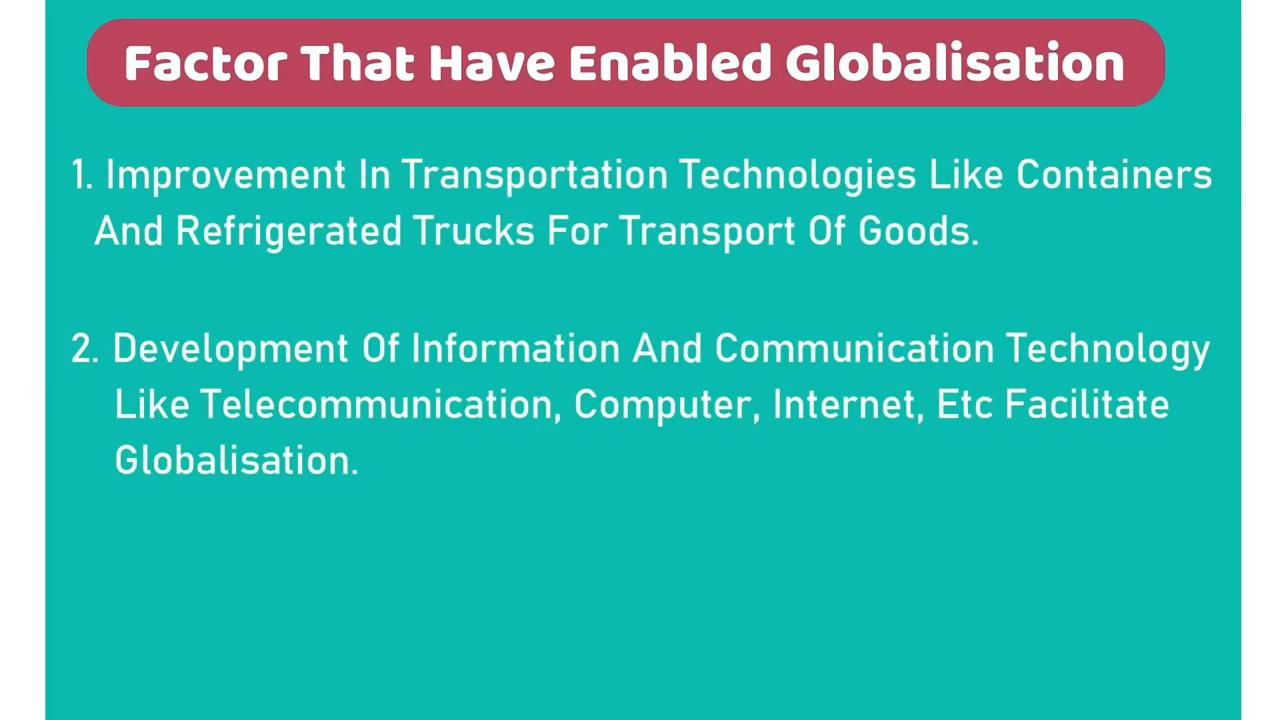 Factor That Have Enabled Globalisation
1. Improvement In Transportation Technologies Like Containers
And Refrigerated Trucks For Transport Of Goods.
2. Development Of Information And Communication Technology
Like Telecommunication, Computer, Internet, Etc Facilitate
Globalisation.